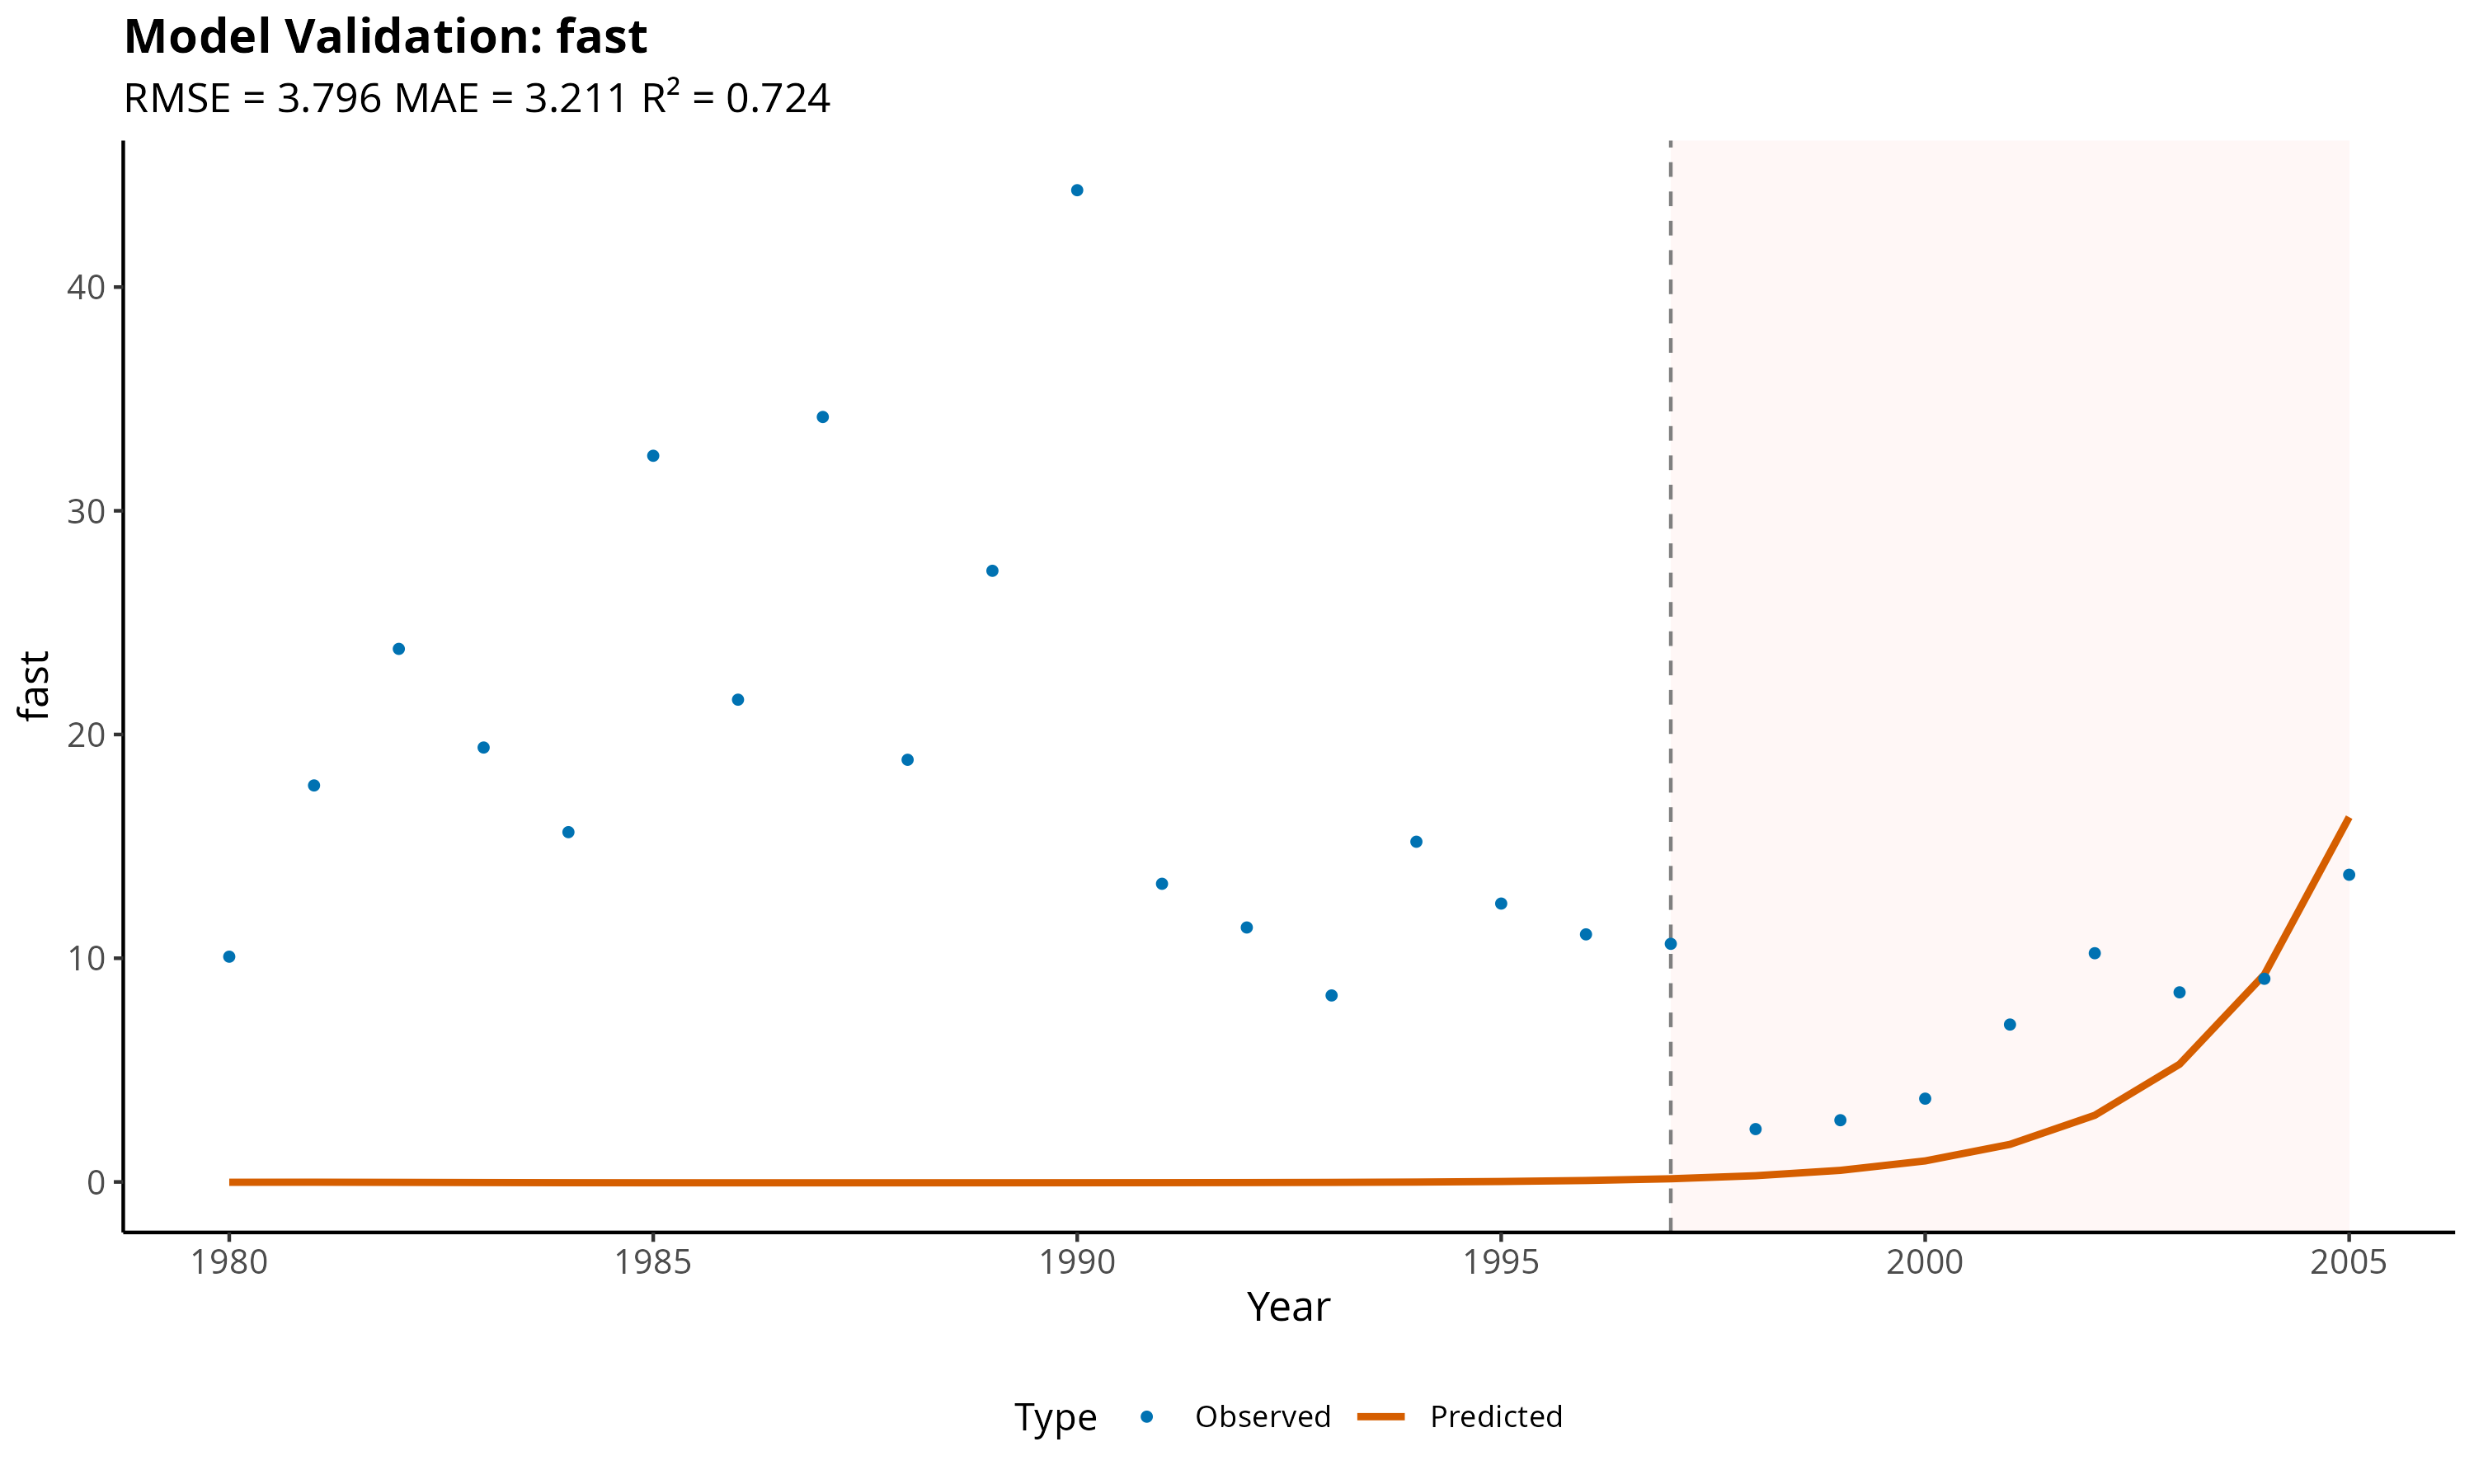 Model Validation: fast
RMSE = 3.796 MAE = 3.211 R² = 0.724
fast
40
30
20
10
0
1980 1985 1990 1995 2000 2005
Year
Type Observed Predicted